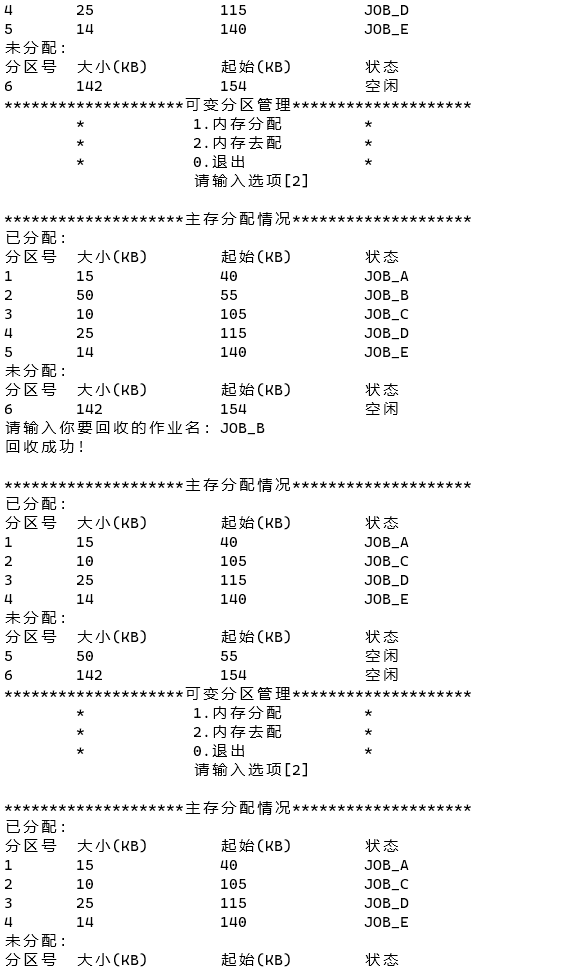 4 25 115 JOB_D
5 14 140 JOB_E
未分配:
分区号 大小(KB) 起始(KB) 状态
6 142 154 空闲
********************可变分区管理********************
* 1.内存分配 *
* 2.内存去配 *
* 0.退出 *
请输入选项[2]
********************主存分配情况********************
已分配:
分区号 大小(KB) 起始(KB) 状态
1 15 40 JOB_A
2 50 55 JOB_B
3 10 105 JOB_C
4 25 115 JOB_D
5 14 140 JOB_E
未分配:
分区号 大小(KB) 起始(KB) 状态
6 142 154 空闲
请输入你要回收的作业名: JOB_B
回收成功!
********************主存分配情况********************
已分配:
分区号 大小(KB) 起始(KB) 状态
1 15 40 JOB_A
2 10 105 JOB_C
3 25 115 JOB_D
4 14 140 JOB_E
未分配:
分区号 大小(KB) 起始(KB) 状态
5 50 55 空闲
6 142 154 空闲
********************可变分区管理********************
* 1.内存分配 *
* 2.内存去配 *
* 0.退出 *
请输入选项[2]
********************主存分配情况********************
已分配:
分区号 大小(KB) 起始(KB) 状态
1 15 40 JOB_A
2 10 105 JOB_C
3 25 115 JOB_D
4 14 140 JOB_E
未分配:
分区号 大小(KB) 起始(KB) 状态